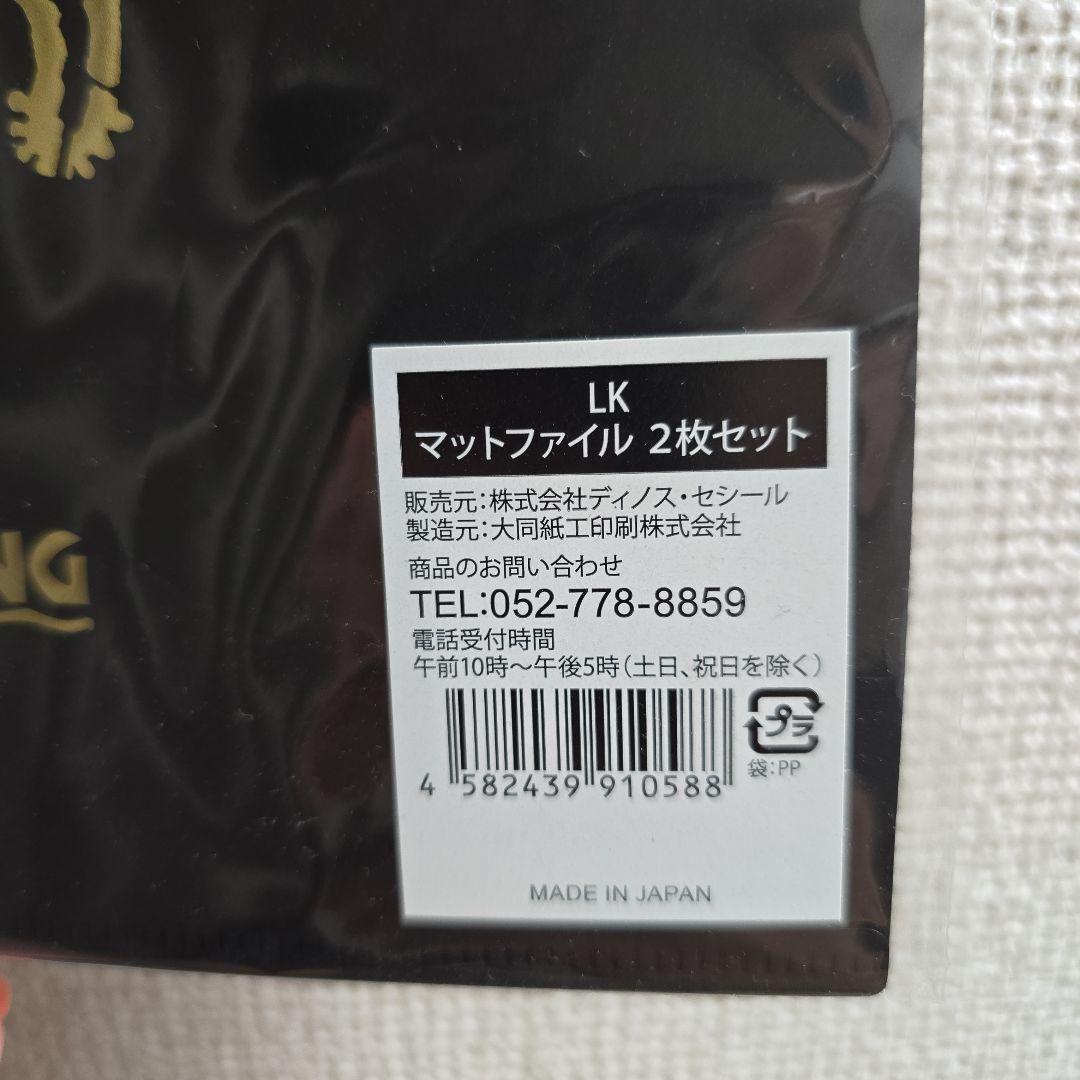 NG
LK
マットファイル 2枚セット
販売元:株式会社ディノス・セシール
製造元:大同紙工印刷株式会社
商品のお問い合わせ
TEL:052-778-8859
電話受付時間
午前10時～午後5時(土日、祝日を除く)
プラ
袋:PP
4 582439 910588
MADE IN JAPAN